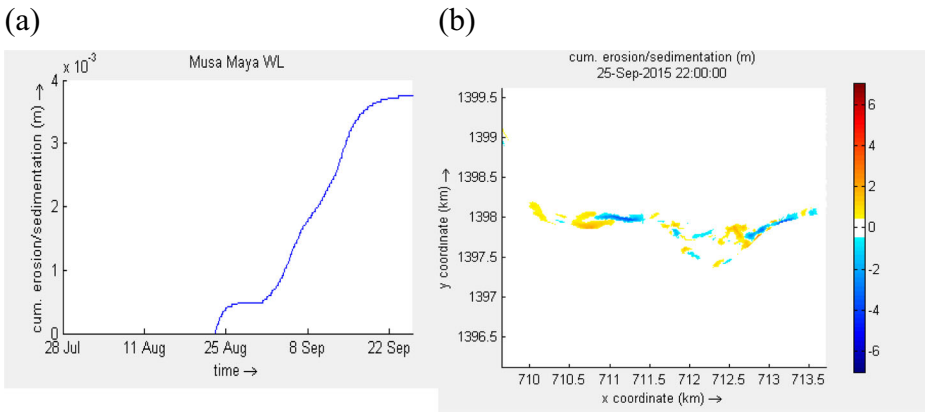 (a)
Musa Maya WL
x 10-3
4
3
2
1
0
cum. erosion/sedimentation (m) →
28 Jul 11 Aug 25 Aug 8 Sep 22 Sep
time →
(b)
cum. erosion/sedimentation (m)
25-Sep-2015 22:00:00
1399.5
1399
1398.5
1398
1397.5
1397
1396.5
y coordinate (km) →
710 710.5 711 711.5 712 712.5 713 713.5
x coordinate (km) →
6
4
2
0
-2
-4
-6